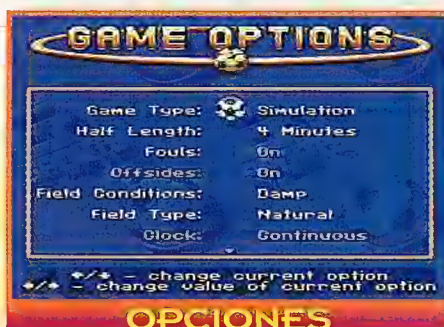 GAME OPTIONS
Game Type: Simulation
Half Length: 4 Minutes
Fouls: On
Offsides: On
Field Conditions: Damp
Field Type: Natural
Clock: Continuous
- change current option
- change value of current option
OPCIONES